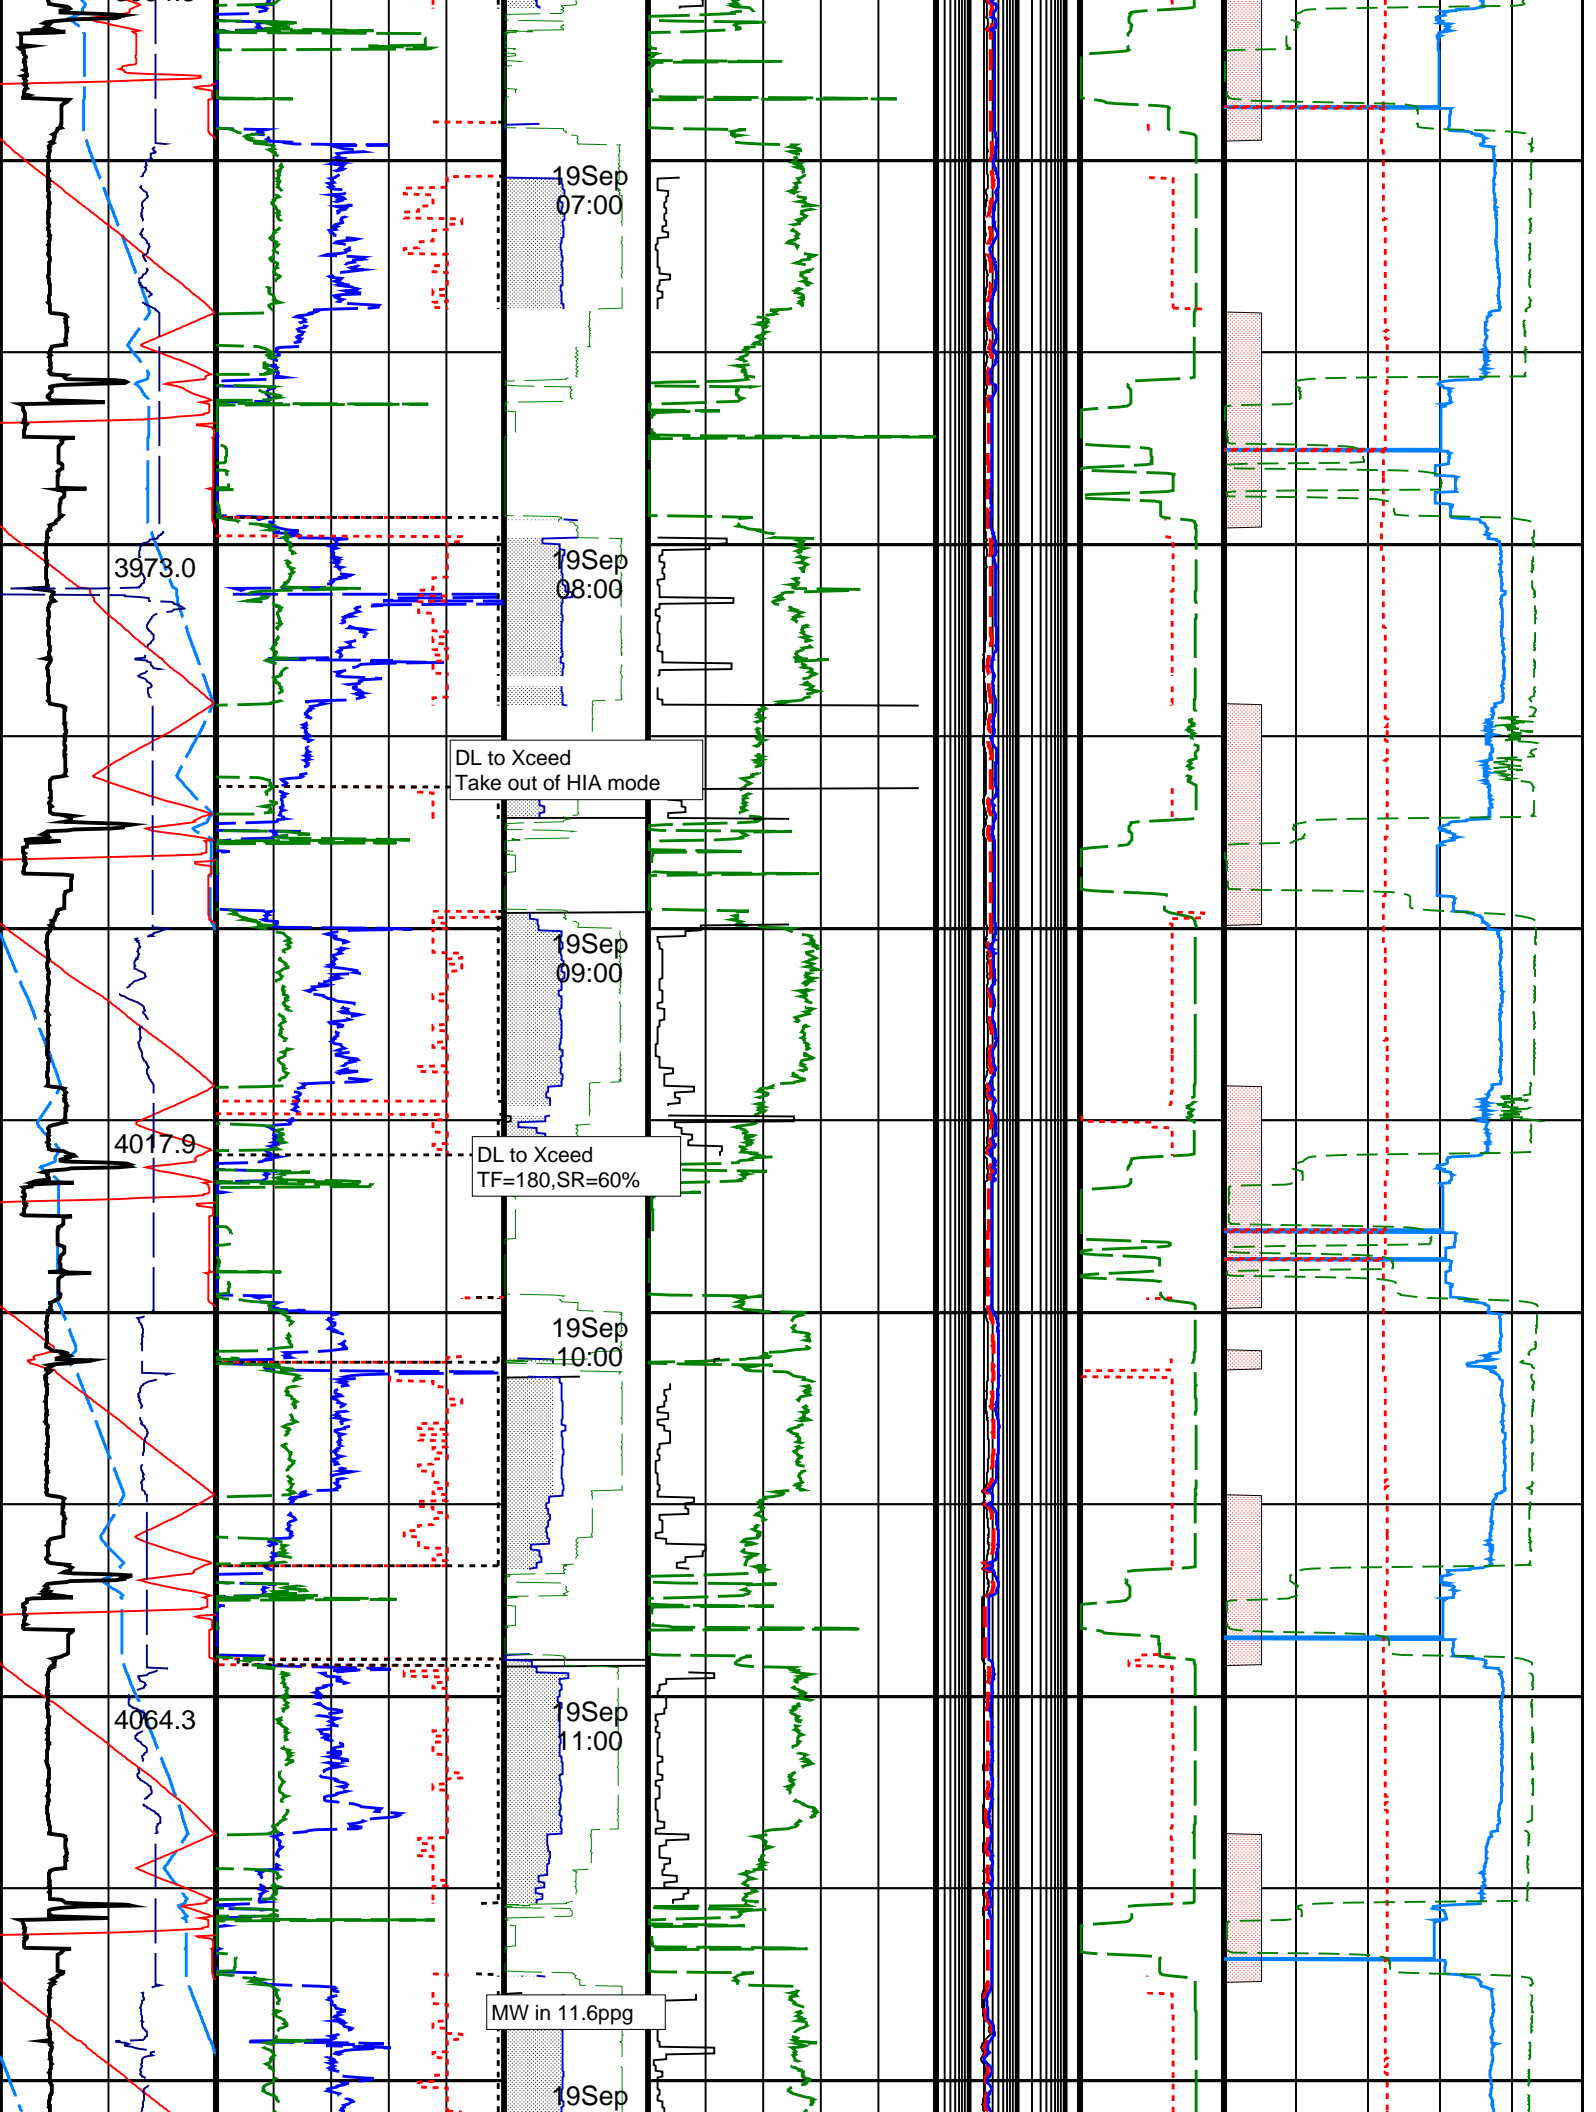 19Sep
07:00
3973.0
19Sep
08:00
DL to Xceed
Take out of HIA mode
19Sep
09:00
4017.9
DL to Xceed
TF=180,SR=60%
19Sep
10:00
4064.3
19Sep
11:00
MW in 11.6ppg
19Sep